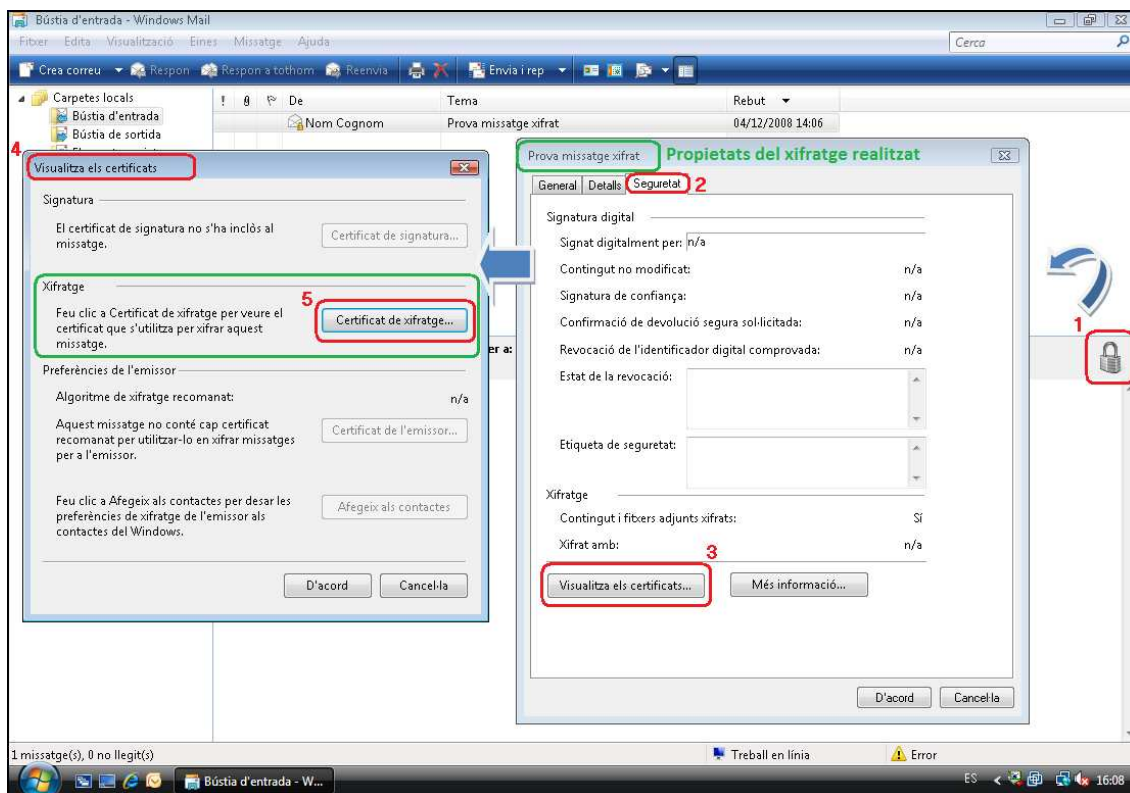 Bústia d'entrada - Windows Mail
Fitxer Edita Visualització Eines Missatge Ajuda
Cerca
Crea correu Respon Respon a tothom Reenvia Envia i rep
Carpetes locals
Bústia d'entrada
Bústia de sortida
! De Tema Rebut
Nom Cognom Prova missatge xifrat 04/12/2008 14:06
4
Visualitza els certificats
Signatura
El certificat de signatura no s'ha inclòs al
missatge.
Certificat de signatura...
Xifratge
5
Feu clic a Certificat de xifratge per veure el
certificat que s'utilitza per xifrar aquest
missatge.
Certificat de xifratge...
Preferències de l'emissor
Algoritme de xifratge recomanat: n/a
Aquest missatge no conté cap certificat
recomanat per utilitzar-lo en xifrar missatges
per a l'emissor.
Certificat de l'emissor...
Feu clic a Afegeix als contactes per desar les
preferències de xifratge de l'emissor als
contactes del Windows.
Afegeix als contactes
D'acord Cancel·la
er a:
Prova missatge xifrat Propietats del xifratge realitzat
General Detalls Seguretat 2
Signatura digital
Signat digitalment per: n/a
Contingut no modificat: n/a
Signatura de confiança: n/a
Confirmació de devolució segura sol·licitada: n/a
Revocació de l'identificador digital comprovada: n/a
Estat de la revocació:
Etiqueta de seguretat:
Xifratge
Contingut i fitxers adjunts xifrats: Sí
Xifrat amb: n/a
3
Visualitza els certificats... Més informació...
D'acord Cancel·la
1
1 missatge(s), 0 no llegit(s) Treball en línia Error
Bústia d'entrada - W... ES 16:08